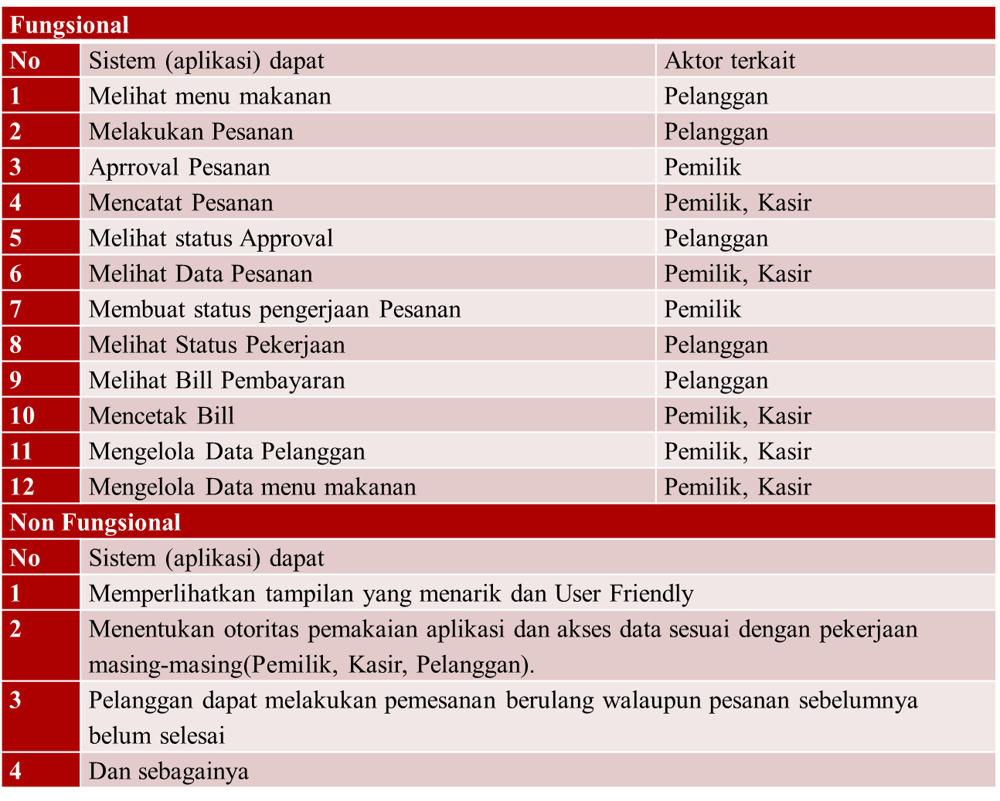 Fungsional
No Sistem (aplikasi) dapat Aktor terkait
1 Melihat menu makanan Pelanggan
2 Melakukan Pesanan Pelanggan
3 Aprroval Pesanan Pemilik
4 Mencatat Pesanan Pemilik, Kasir
5 Melihat status Approval Pelanggan
6 Melihat Data Pesanan Pemilik, Kasir
7 Membuat status pengerjaan Pesanan Pemilik
8 Melihat Status Pekerjaan Pelanggan
9 Melihat Bill Pembayaran Pelanggan
10 Mencetak Bill Pemilik, Kasir
11 Mengelola Data Pelanggan Pemilik, Kasir
12 Mengelola Data menu makanan Pemilik, Kasir
Non Fungsional
No Sistem (aplikasi) dapat
1 Memperlihatkan tampilan yang menarik dan User Friendly
2 Menentukan otoritas pemakaian aplikasi dan akses data sesuai dengan pekerjaan
masing-masing(Pemilik, Kasir, Pelanggan).
3 Pelanggan dapat melakukan pemesanan berulang walaupun pesanan sebelumnya
belum selesai
4 Dan sebagainya